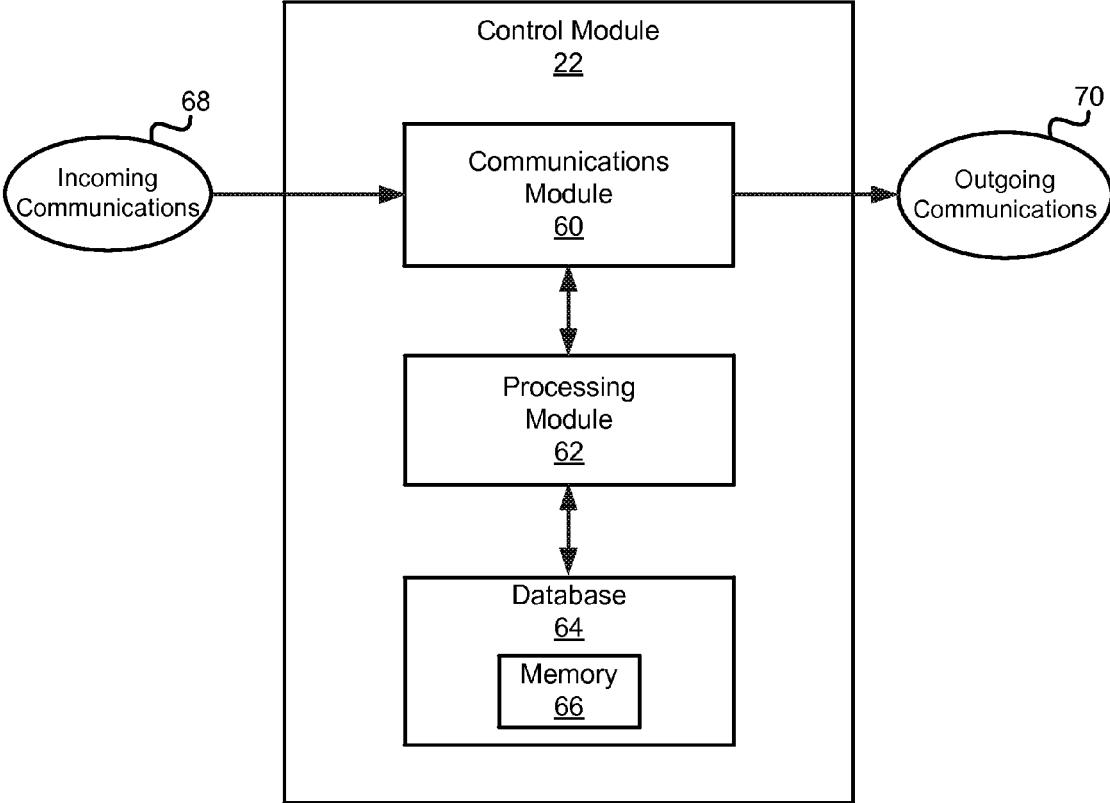 Control Module
22
68
Incoming
Communications
Communications
Module
60
70
Outgoing
Communications
Processing
Module
62
Database
64
Memory
66